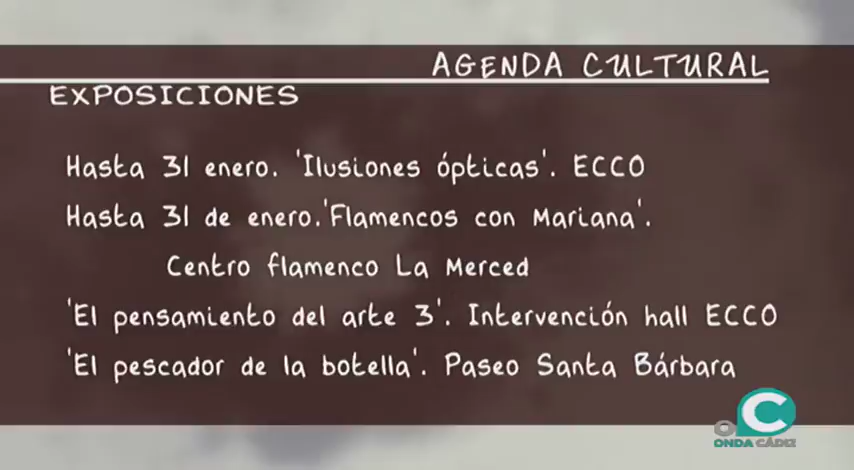 AGENDA CULTURAL
EXPOSICIONES
Hasta 31 enero. 'Ilusiones ópticas'. ECCO
Hasta 31 de enero.'Flamencos con Mariana'.
Centro flamenco La Merced
'El pensamiento del arte 3'. Intervención hall ECCO
'El pescador de la botella'. Paseo Santa Bárbara
C
ONDA CÁDIZ